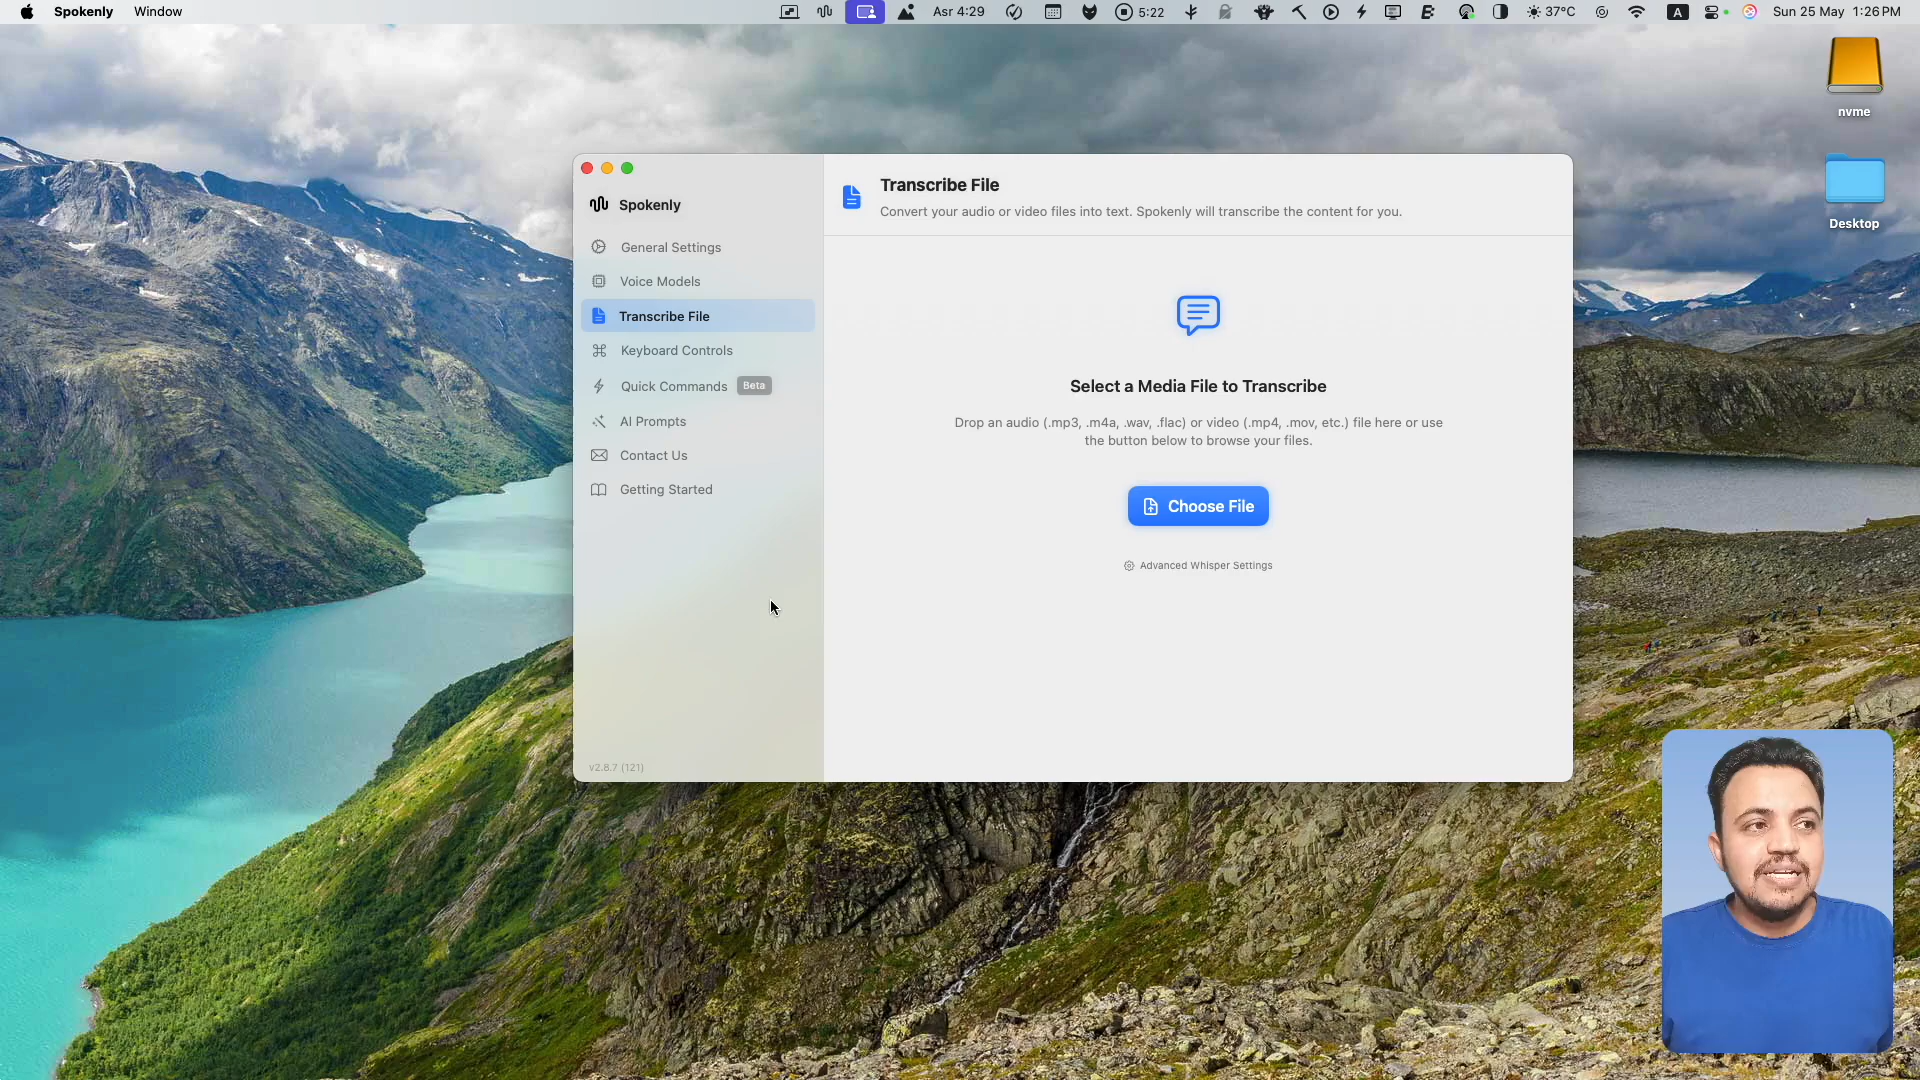 Spokenly Window Asr 4:29 5:22 37°C A Sun 25 May 1:26 PM
nvme
Desktop
Spokenly
General Settings
Voice Models
Transcribe File
Keyboard Controls
Quick Commands Beta
AI Prompts
Contact Us
Getting Started
v2.8.7 (121)
Transcribe File
Convert your audio or video files into text. Spokenly will transcribe the content for you.
Select a Media File to Transcribe
Drop an audio (.mp3, .m4a, .wav, .flac) or video (.mp4, .mov, etc.) file here or use
the button below to browse your files.
Choose File
Advanced Whisper Settings